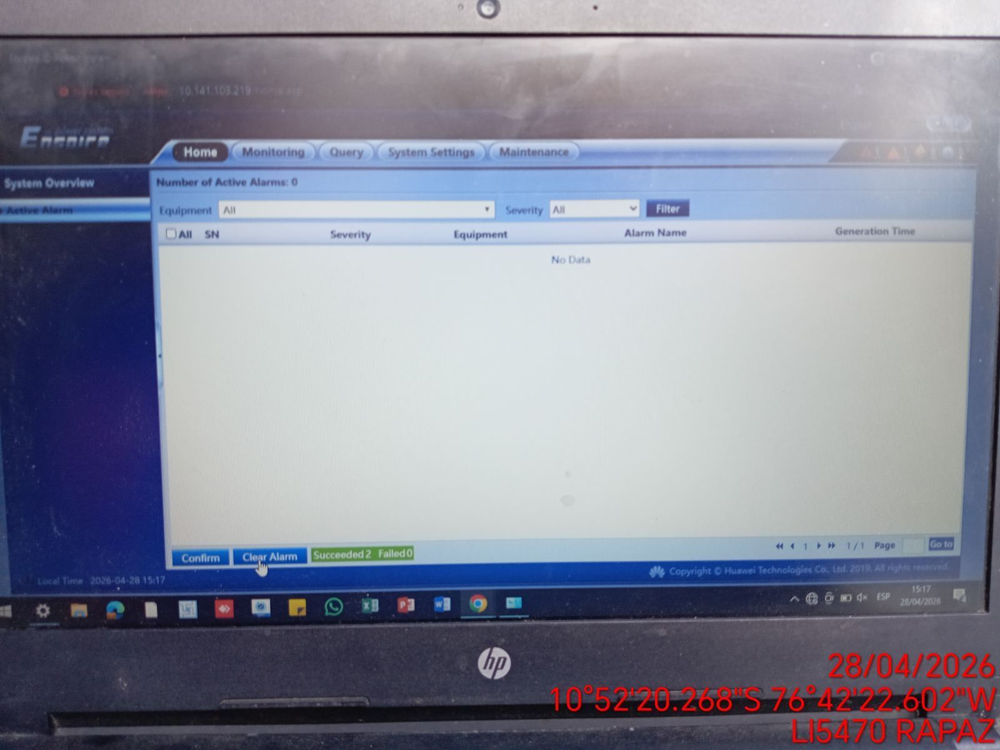 10.141.103.219
Home Monitoring Query System Settings Maintenance
System Overview
Number of Active Alarms: 0
Active Alarm
Equipment All Severity All Filter
All SN Severity Equipment Alarm Name Generation Time
No Data
1 1 / 1 Page Go to
Confirm Clear Alarm Succeeded 2 Failed 0
Copyright © Huawei Technologies Co., Ltd. 2019. All rights reserved.
Local Time 2026-04-28 15:17
ESP
15:17
28/04/2026
4
hp
28/04/2026
10°52'20.268"S 76°42'22.602"W
LI5470 RAPAZ